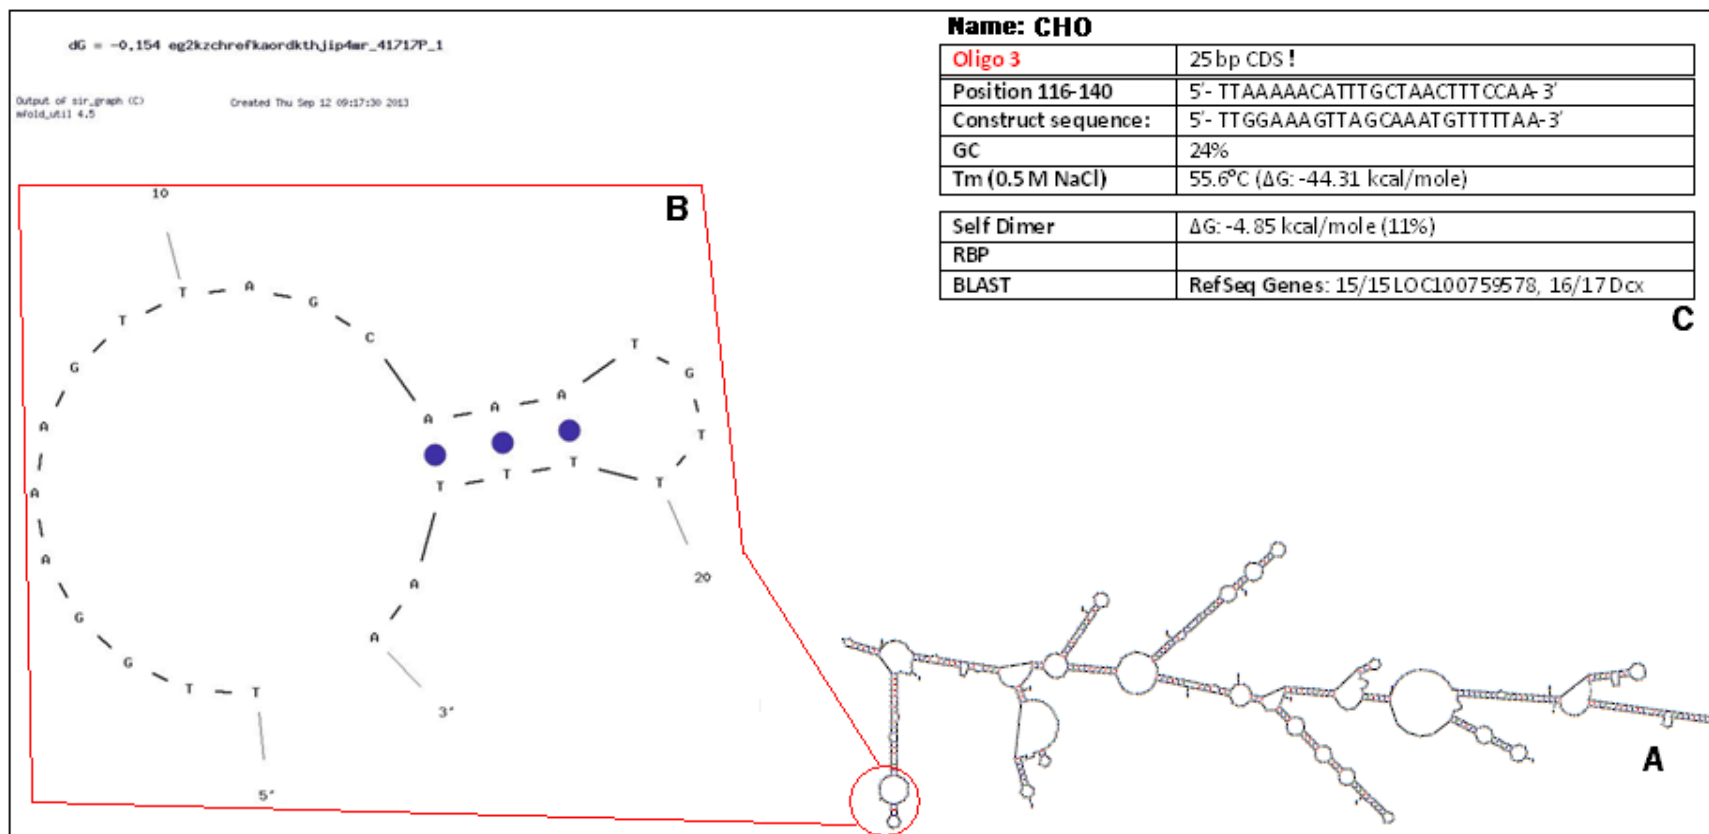 dG = -0.154 eg2kzchrefkaordkthjip4mr_41717P_1
Output of sir_graph (C)
mfold_util 4.5
Created Thu Sep 12 09:17:30 2013
Name: CHO
Oligo 3 25 bp CDS !
Position 116-140 5'- TTAAAAACATTTGCTAACTTTCCAA- 3'
Construct sequence: 5'- TTGGAAAGTTAGCAAATGTTTTTAA-3'
GC 24%
Tm (0.5 M NaCl) 55.6°C (ΔG: -44.31 kcal/mole)
Self Dimer ΔG: -4.85 kcal/mole (11%)
RBP
BLAST RefSeq Genes: 15/15 LOC100759578, 16/17 Dcx
C
B
10
T T G G A A A G T T A G C A A A T G T T T T T A A
20
3'
5'
A